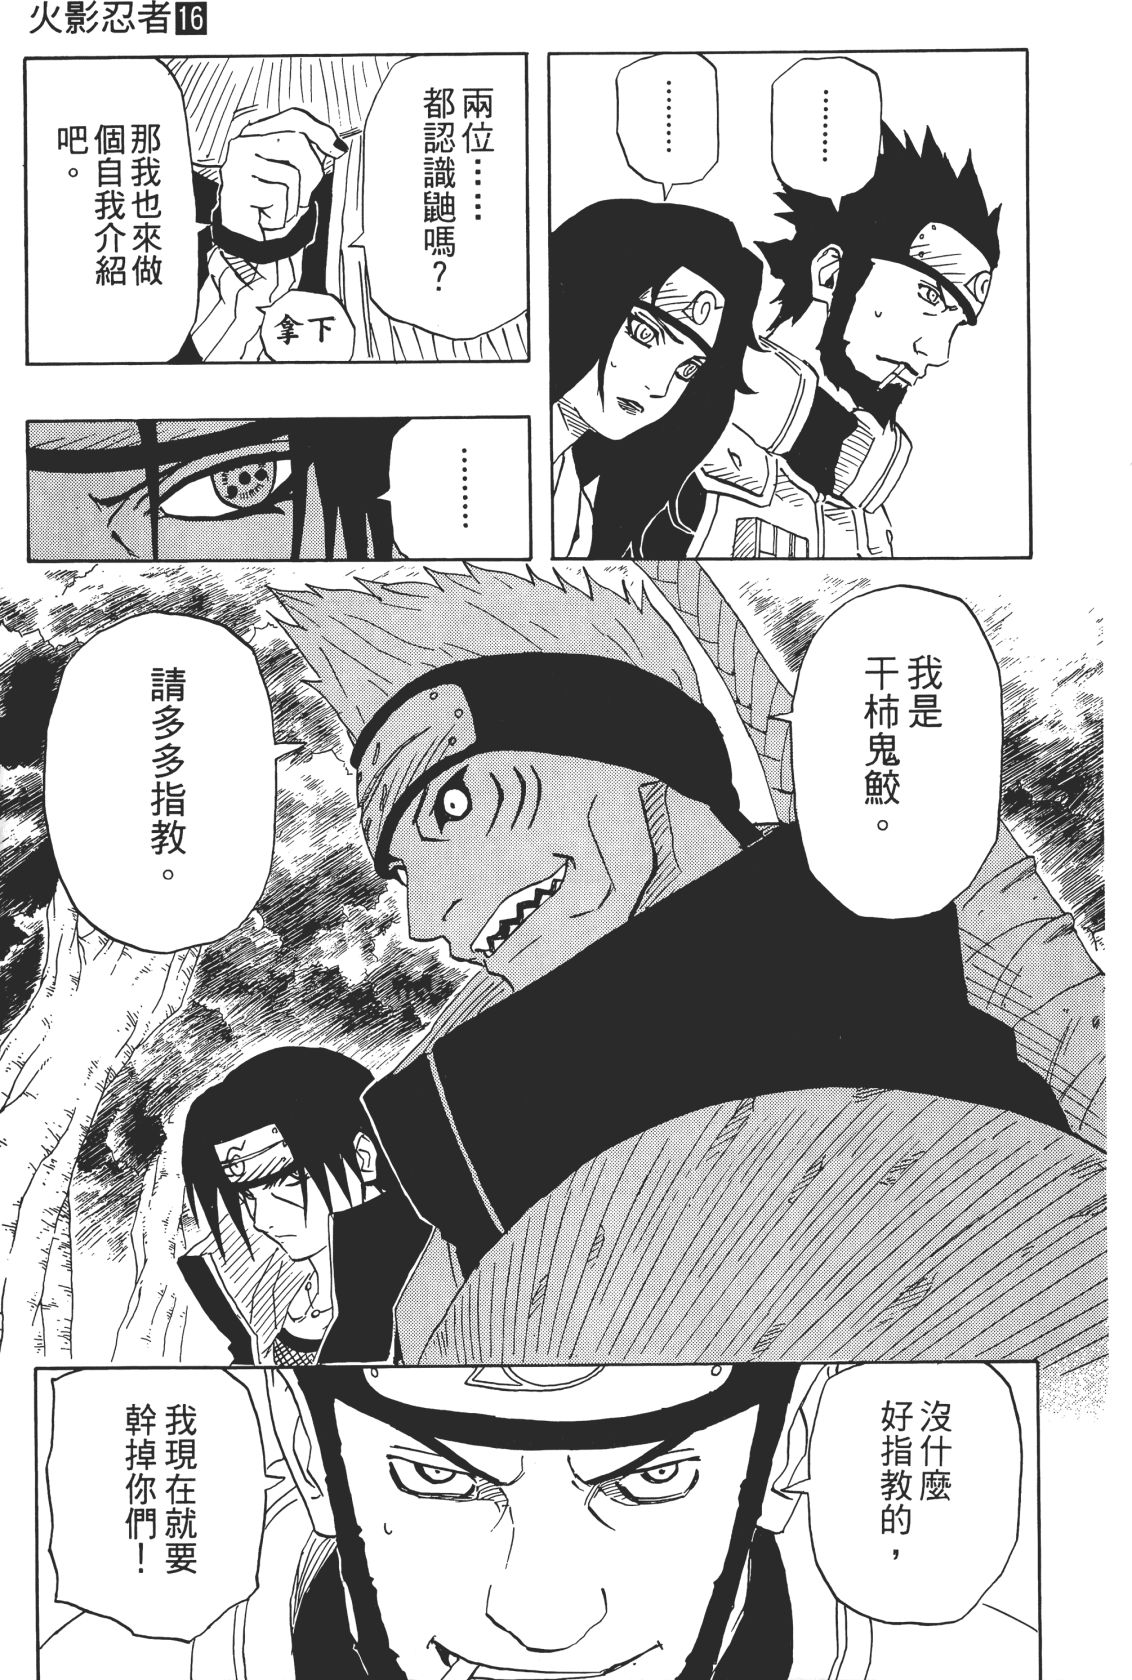 火影忍者16
………
………
兩位……
都認識鼬嗎？
那我也來做
個自我介紹
吧。
拿下
………
我是
干柿鬼鮫。
請多多指教。
沒什麼
好指教的，
我現在就要
幹掉你們！